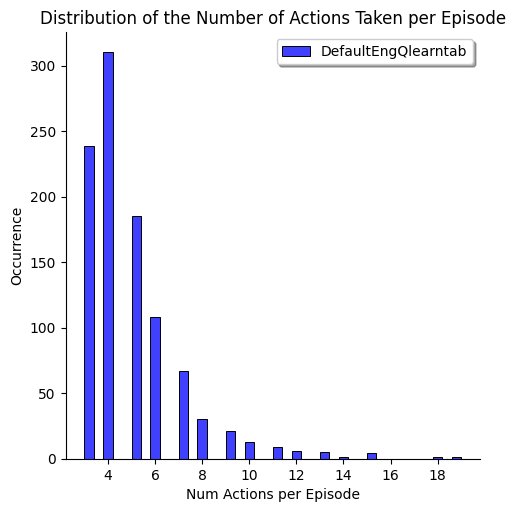 Distribution of the Number of Actions Taken per Episode
DefaultEngQlearntab
300
250
200
150
100
50
0
Occurrence
4 6 8 10 12 14 16 18
Num Actions per Episode